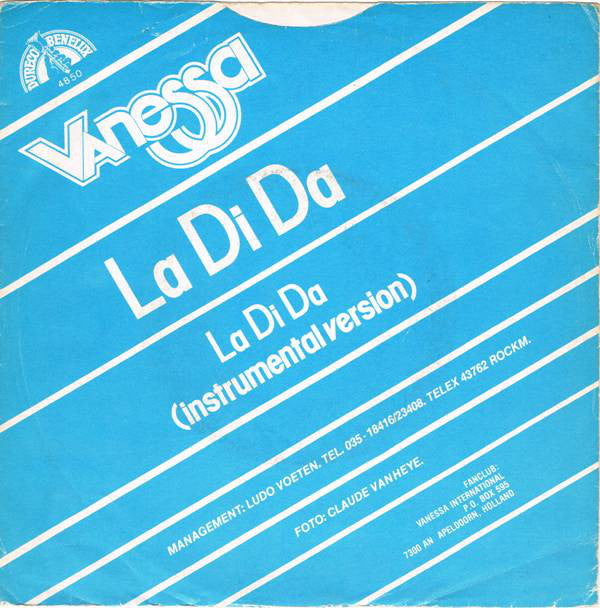 DURECO BENELUX
4850
Vanessa
La Di Da
La Di Da
(instrumental version)
MANAGEMENT: LUDO VOETEN. TEL. 035 - 18416/23408. TELEX 43762 ROCKM.
FOTO: CLAUDE VANHEYE.
FANCLUB:
VANESSA INTERNATIONAL
P.O. BOX 595
7300 AN APELDOORN, HOLLAND